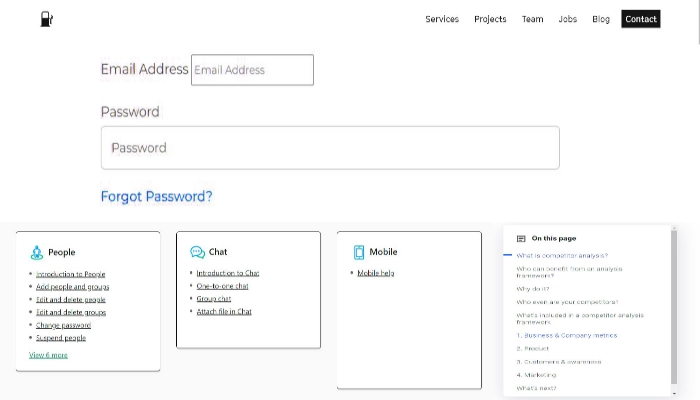 Services Projects Team Jobs Blog Contact
Email Address Email Address
Password
Password
Forgot Password?
People
Introduction to People
Add people and groups
Edit and delete people
Edit and delete groups
Change password
Suspend people
View 6 more
Chat
Introduction to Chat
One-to-one chat
Group chat
Attach file in Chat
Mobile
Mobile help
On this page
What is competitor analysis?
Who can benefit from an analysis
framework?
Why do it?
Who even are your competitors?
What's included in a competitor analysis
framework
1. Business & Company metrics
2. Product
3. Customers & awareness
4. Marketing
What's next?